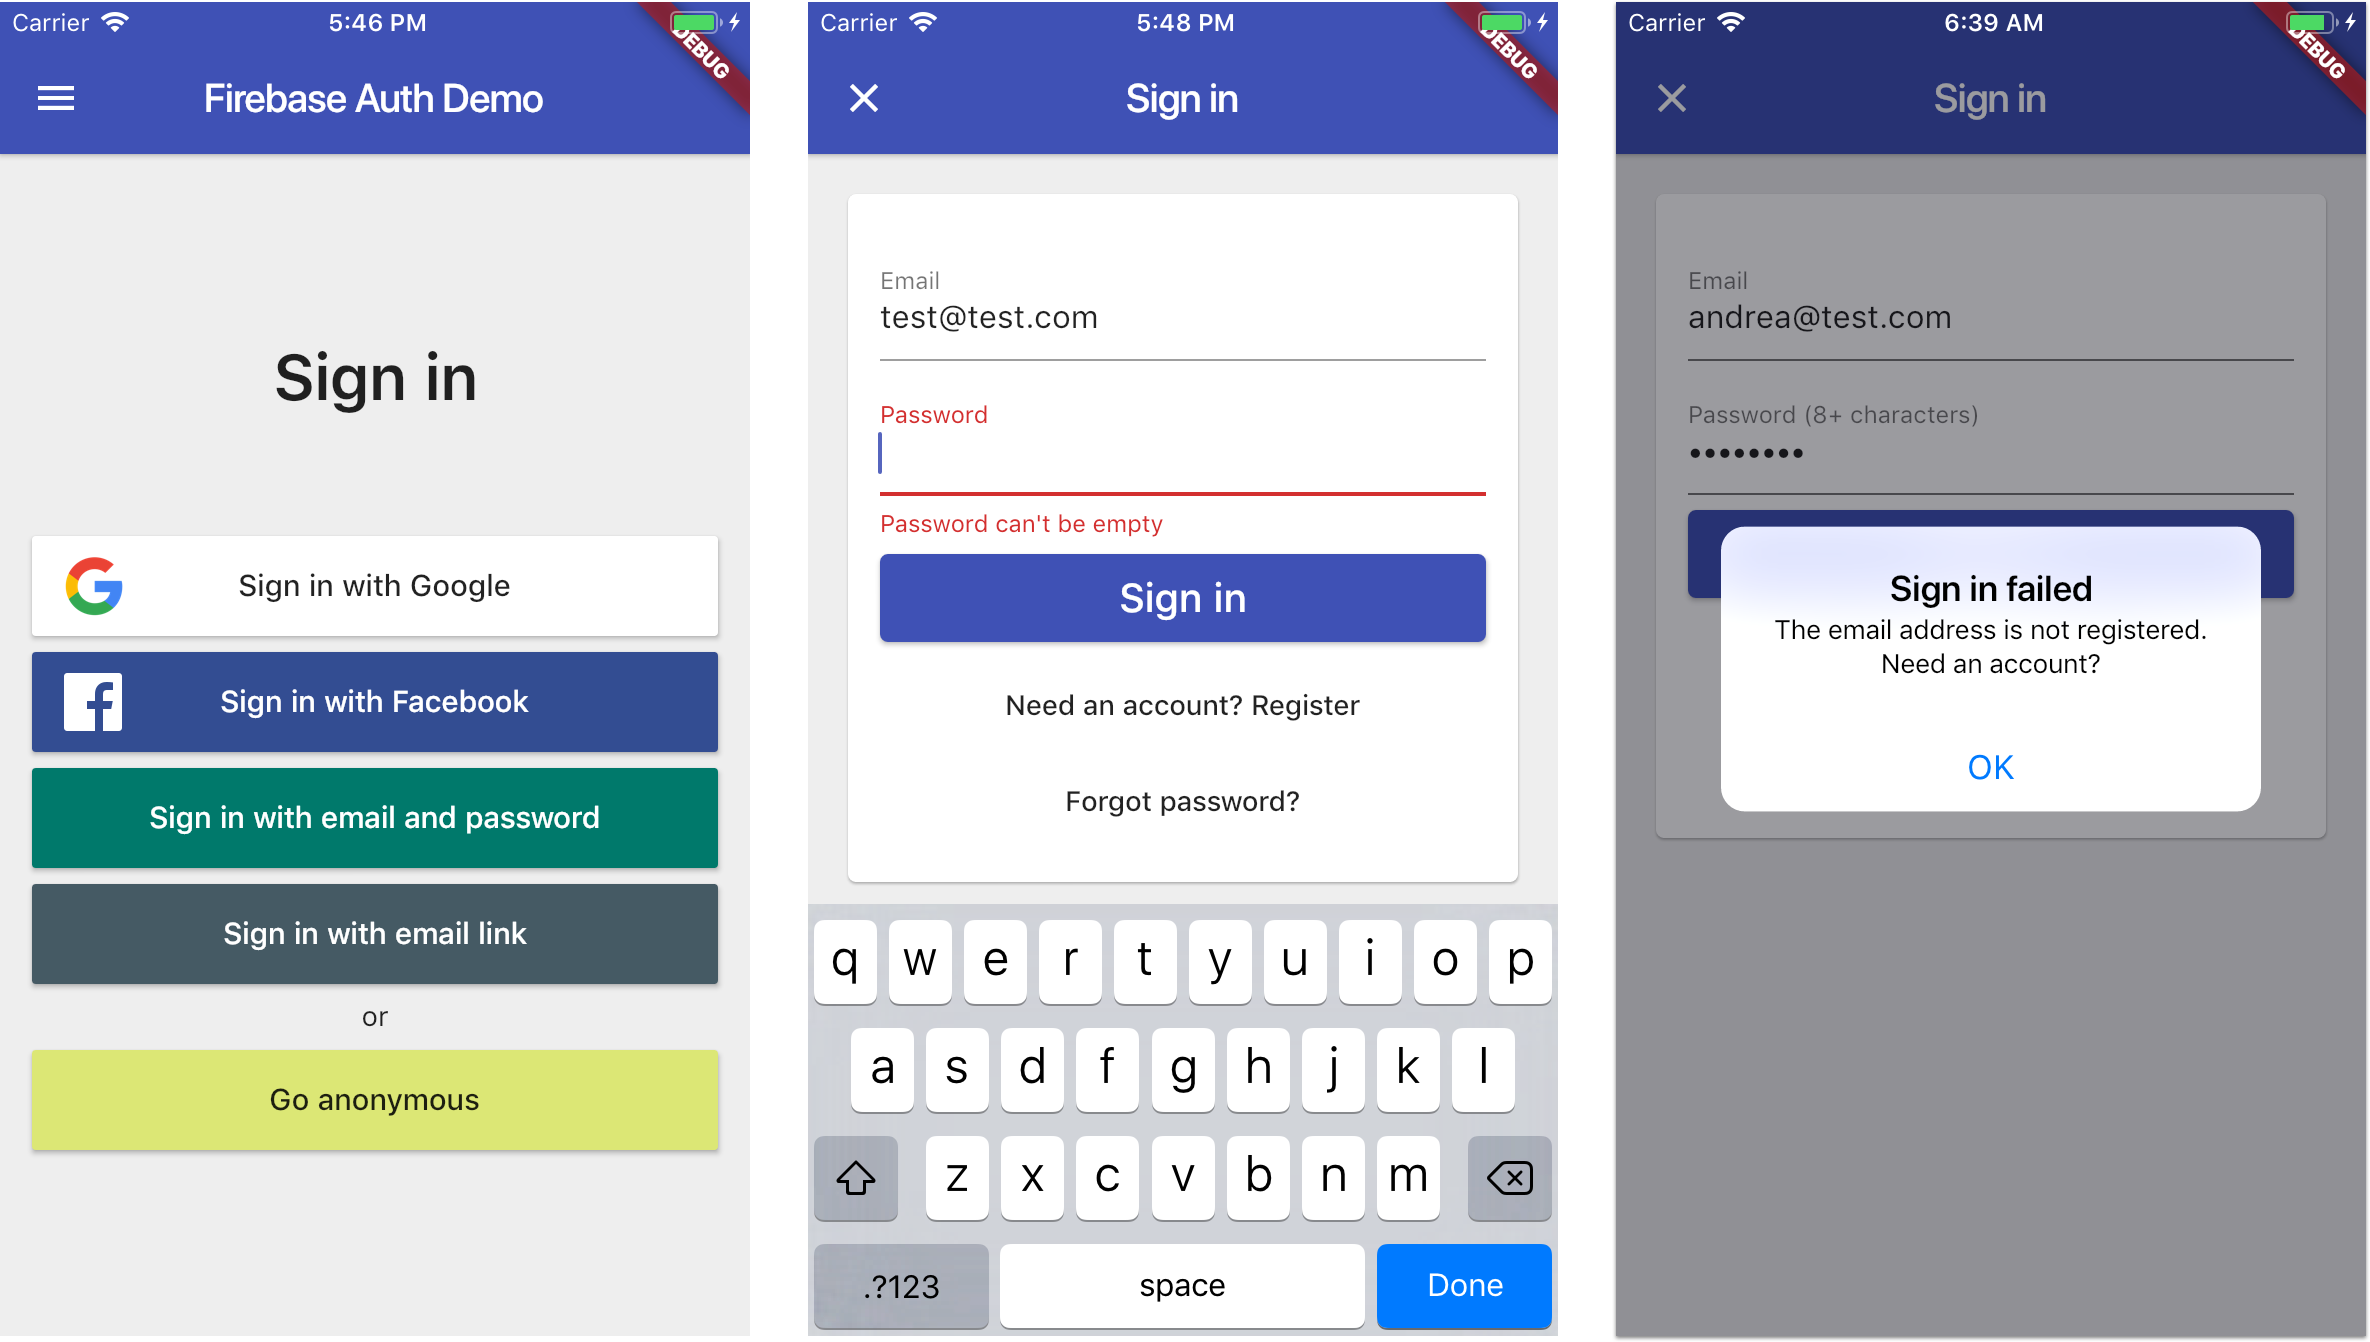 Carrier 5:46 PM
DEBUG
Firebase Auth Demo
Sign in
Sign in with Google
Sign in with Facebook
Sign in with email and password
Sign in with email link
or
Go anonymous
Carrier 5:48 PM
DEBUG
Sign in
Email
test@test.com
Password
Password can't be empty
Sign in
Need an account? Register
Forgot password?
q w e r t y u i o p
a s d f g h j k l
z x c v b n m
.?123 space Done
Carrier 6:39 AM
DEBUG
Sign in
Email
andrea@test.com
Password (8+ characters)
••••••••
Sign in failed
The email address is not registered.
Need an account?
OK